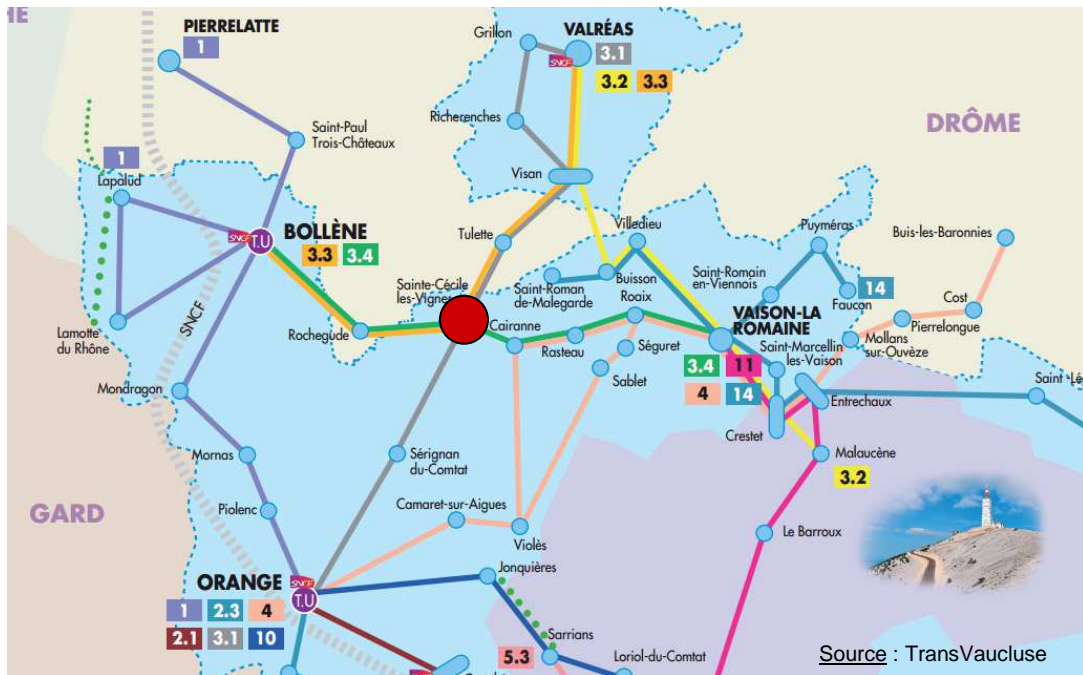 PIERRELATTE
1
Grillon
VALRÉAS
SNCF
3.1
3.2
3.3
Richerenches
DRÔME
Saint-Paul
Trois-Châteaux
1
Lapalud
Visan
SNCF
T.U
BOLLÈNE
3.3
3.4
Tulette
Villedieu
Puyméras
Buis-les-Baronnies
Sainte-Cécile
les-Vignes
Saint-Roman
de-Malegarde
Buisson
Saint-Romain
en-Viennois
Faucon
14
Roaix
Cost
Pierrelongue
Lamotte
du Rhône
SNCF
Rochegude
Cairanne
Rasteau
Séguret
Sablet
VAISON-LA
ROMAINE
3.4
11
4
14
Saint-Marcellin
les-Vaison
Mollans
sur-Ouvèze
Mondragon
Entrechaux
Crestet
Malaucène
3.2
Mornas
Sérignan
du-Comtat
Piolenc
Camaret-sur-Aigues
Violès
GARD
Le Barroux
ORANGE
SNCF
T.U
1
2.3
4
2.1
3.1
10
Jonquières
Sarrians
5.3
Loriol-du-Comtat
Source : TransVaucluse